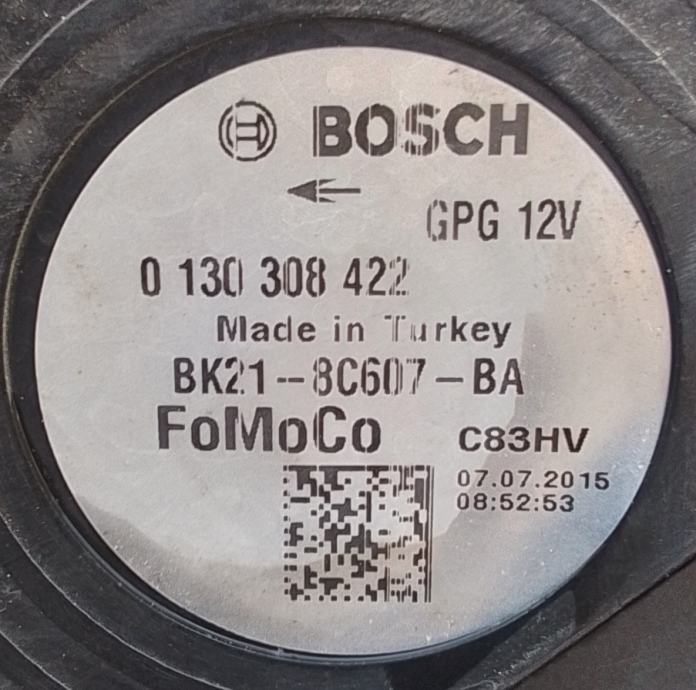 BOSCH
GPG 12V
0 130 308 422
Made in Turkey
BK21-8C607-BA
FoMoCo C83HV
07.07.2015
08:52:53